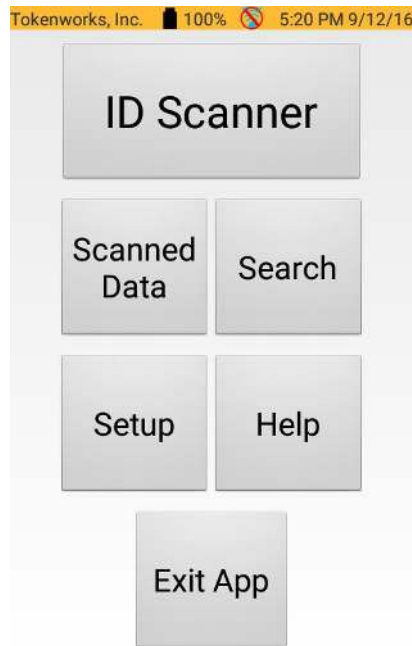 Tokenworks, Inc. 100% 5:20 PM 9/12/16
ID Scanner
Scanned
Data
Search
Setup
Help
Exit App